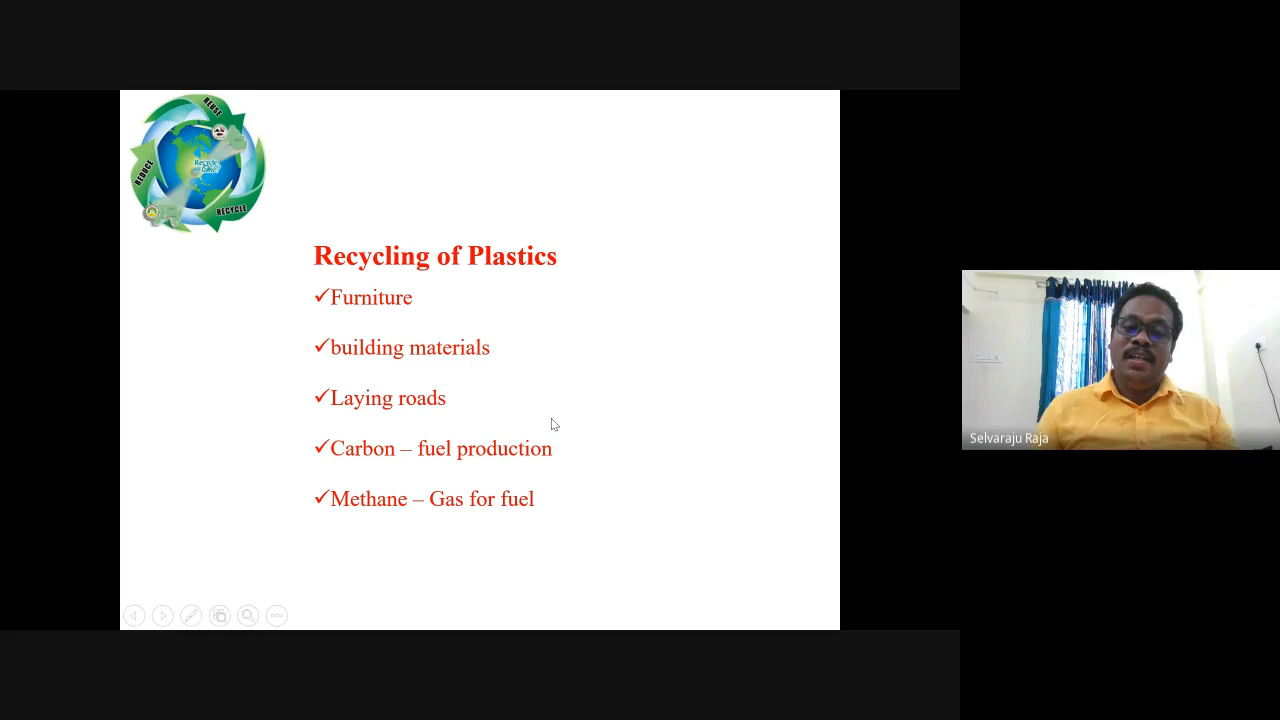 REUSE
REDUCE
RECYCLE
Recycling of Plastics
✓Furniture
✓building materials
✓Laying roads
✓Carbon – fuel production
✓Methane – Gas for fuel
Selvaraju Raja